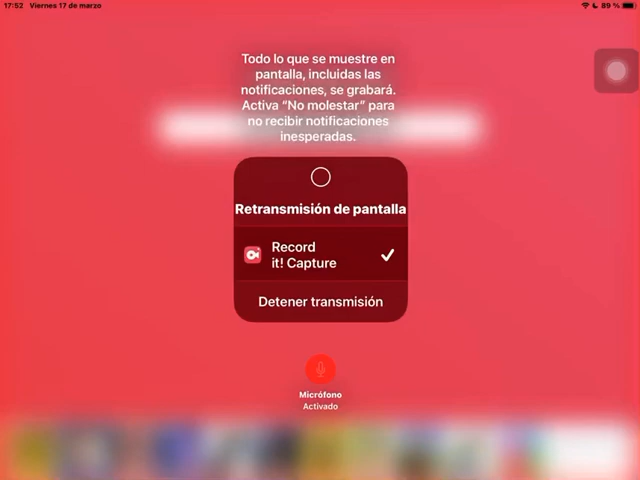 17:52 Viernes 17 de marzo
89 %
Todo lo que se muestre en
pantalla, incluidas las
notificaciones, se grabará.
Activa “No molestar” para
no recibir notificaciones
inesperadas.
Retransmisión de pantalla
Record
it! Capture
Detener transmisión
Micrófono
Activado